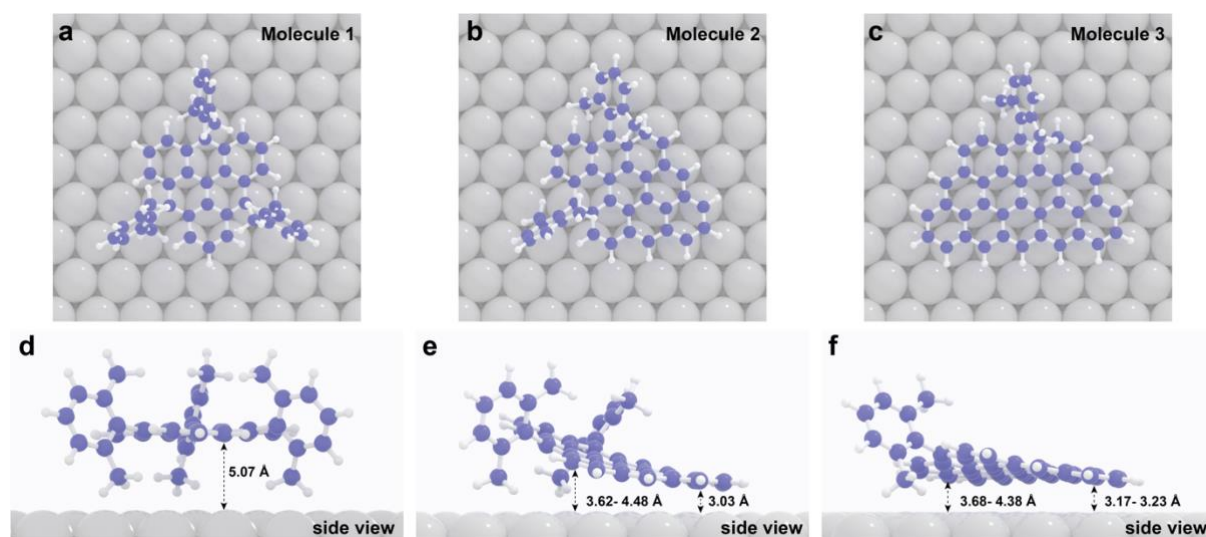 a Molecule 1
b Molecule 2
c Molecule 3
d
5.07 Å
side view
e
3.62- 4.48 Å
3.03 Å
side view
f
3.68- 4.38 Å
3.17- 3.23 Å
side view